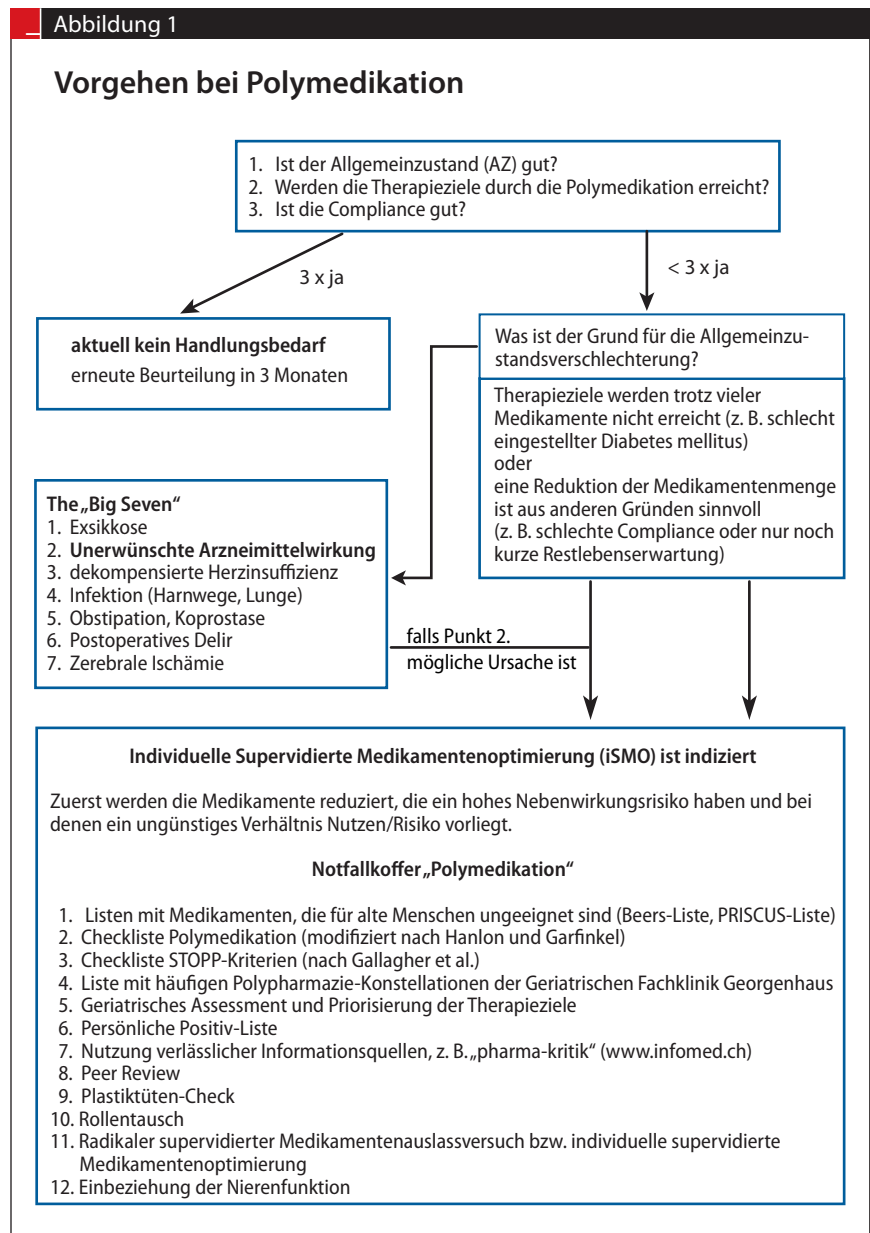 Abbildung 1
Vorgehen bei Polymedikation
1. Ist der Allgemeinzustand (AZ) gut?
2. Werden die Therapieziele durch die Polymedikation erreicht?
3. Ist die Compliance gut?
3 x ja
< 3 x ja
aktuell kein Handlungsbedarf
erneute Beurteilung in 3 Monaten
Was ist der Grund für die Allgemeinzu-
standsverschlechterung?
Therapieziele werden trotz vieler
Medikamente nicht erreicht (z. B. schlecht
eingestellter Diabetes mellitus)
oder
eine Reduktion der Medikamentenmenge
ist aus anderen Gründen sinnvoll
(z. B. schlechte Compliance oder nur noch
kurze Restlebenserwartung)
The „Big Seven“
1. Exsikkose
2. Unerwünschte Arzneimittelwirkung
3. dekompensierte Herzinsuffizienz
4. Infektion (Harnwege, Lunge)
5. Obstipation, Koprostase
6. Postoperatives Delir
7. Zerebrale Ischämie
falls Punkt 2.
mögliche Ursache ist
Individuelle Supervidierte Medikamentenoptimierung (iSMO) ist indiziert
Zuerst werden die Medikamente reduziert, die ein hohes Nebenwirkungsrisiko haben und bei
denen ein ungünstiges Verhältnis Nutzen/Risiko vorliegt.
Notfallkoffer „Polymedikation“
1. Listen mit Medikamenten, die für alte Menschen ungeeignet sind (Beers-Liste, PRISCUS-Liste)
2. Checkliste Polymedikation (modifiziert nach Hanlon und Garfinkel)
3. Checkliste STOPP-Kriterien (nach Gallagher et al.)
4. Liste mit häufigen Polypharmazie-Konstellationen der Geriatrischen Fachklinik Georgenhaus
5. Geriatrisches Assessment und Priorisierung der Therapieziele
6. Persönliche Positiv-Liste
7. Nutzung verlässlicher Informationsquellen, z. B. „pharma-kritik“ (www.infomed.ch)
8. Peer Review
9. Plastiktüten-Check
10. Rollentausch
11. Radikaler supervidierter Medikamentenauslassversuch bzw. individuelle supervidierte
Medikamentenoptimierung
12. Einbeziehung der Nierenfunktion